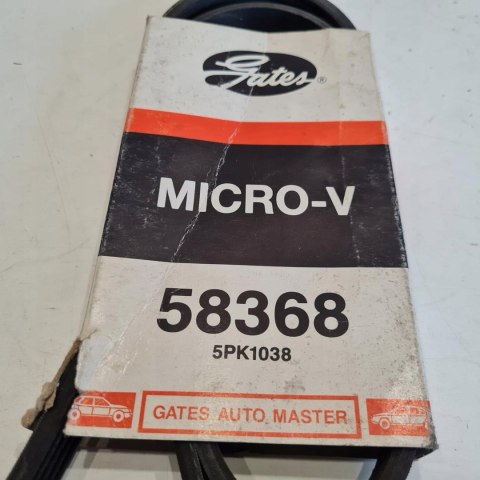 Gates®
MICRO-V
58368
5PK1038
GATES AUTO MASTER